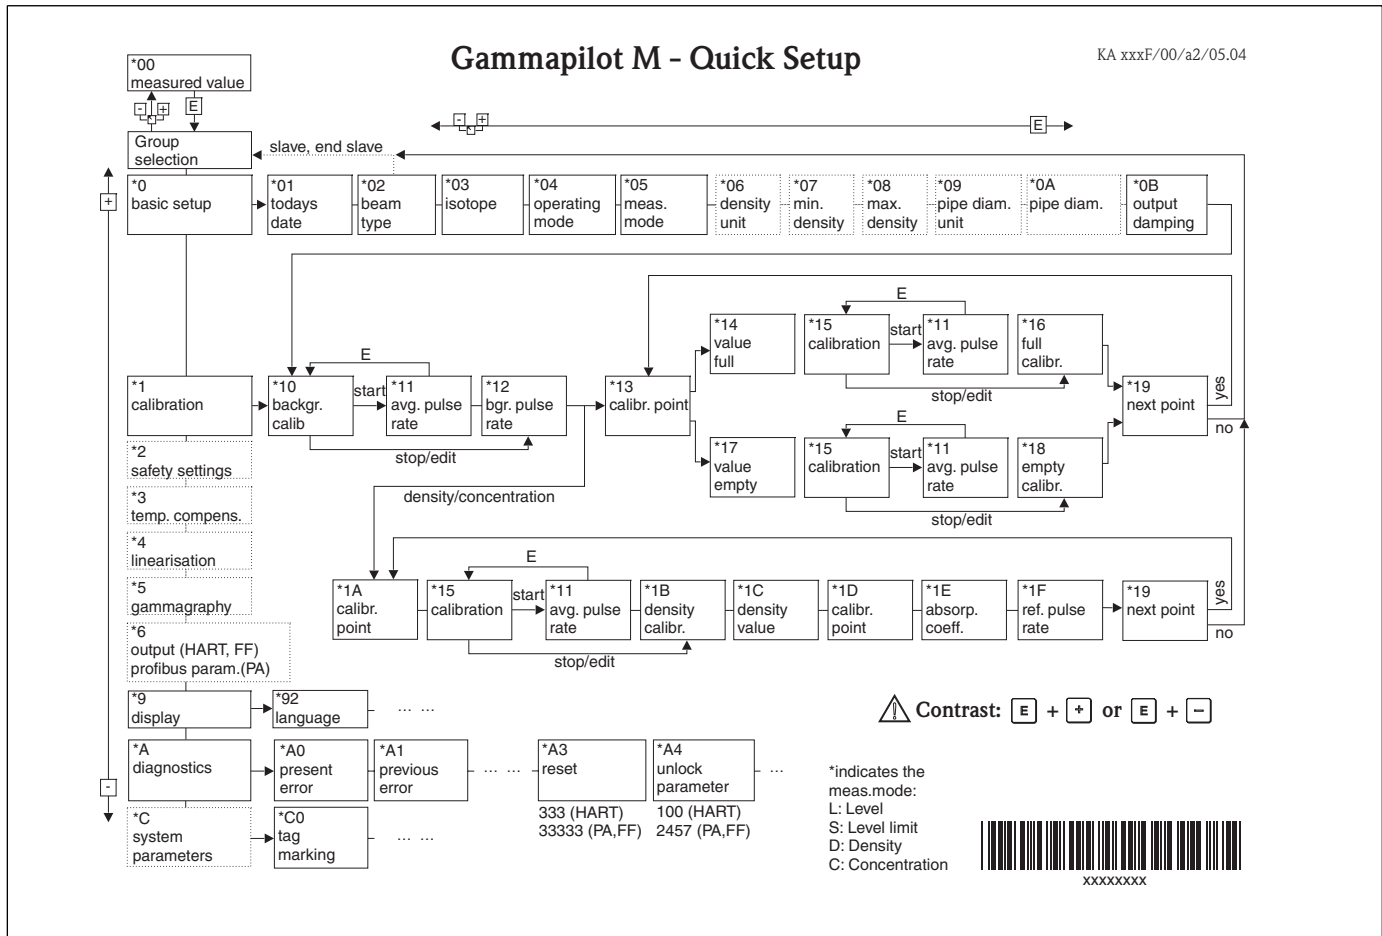 Gammapilot M - Quick Setup
KA xxxF/00/a2/05.04
*00
measured value
-
+
E
Group
selection
slave, end slave
-
+
E
+
*0
basic setup
*01
todays
date
*02
beam
type
*03
isotope
*04
operating
mode
*05
meas.
mode
*06
density
unit
*07
min.
density
*08
max.
density
*09
pipe diam.
unit
*0A
pipe diam.
*0B
output
damping
*1
calibration
*10
backgr.
calib
E
start
*11
avg. pulse
rate
*12
bgr. pulse
rate
stop/edit
density/concentration
*13
calibr. point
*14
value
full
*15
calibration
E
start
*11
avg. pulse
rate
*16
full
calibr.
stop/edit
*17
value
empty
*15
calibration
E
start
*11
avg. pulse
rate
*18
empty
calibr.
stop/edit
*19
next point
yes
no
*2
safety settings
*3
temp. compens.
*4
linearisation
*5
gammagraphy
*6
output (HART, FF)
profibus param.(PA)
*1A
calibr.
point
*15
calibration
E
start
*11
avg. pulse
rate
*1B
density
calibr.
stop/edit
*1C
density
value
*1D
calibr.
point
*1E
absorp.
coeff.
*1F
ref. pulse
rate
*19
next point
yes
no
*9
display
*92
language
... ...
Contrast: E + + or E + −
*A
diagnostics
*A0
present
error
*A1
previous
error
... ...
*A3
reset
333 (HART)
33333 (PA,FF)
*A4
unlock
parameter
100 (HART)
2457 (PA,FF)
...
-
*C
system
parameters
*C0
tag
marking
... ...
*indicates the
meas.mode:
L: Level
S: Level limit
D: Density
C: Concentration
xxxxxxxx